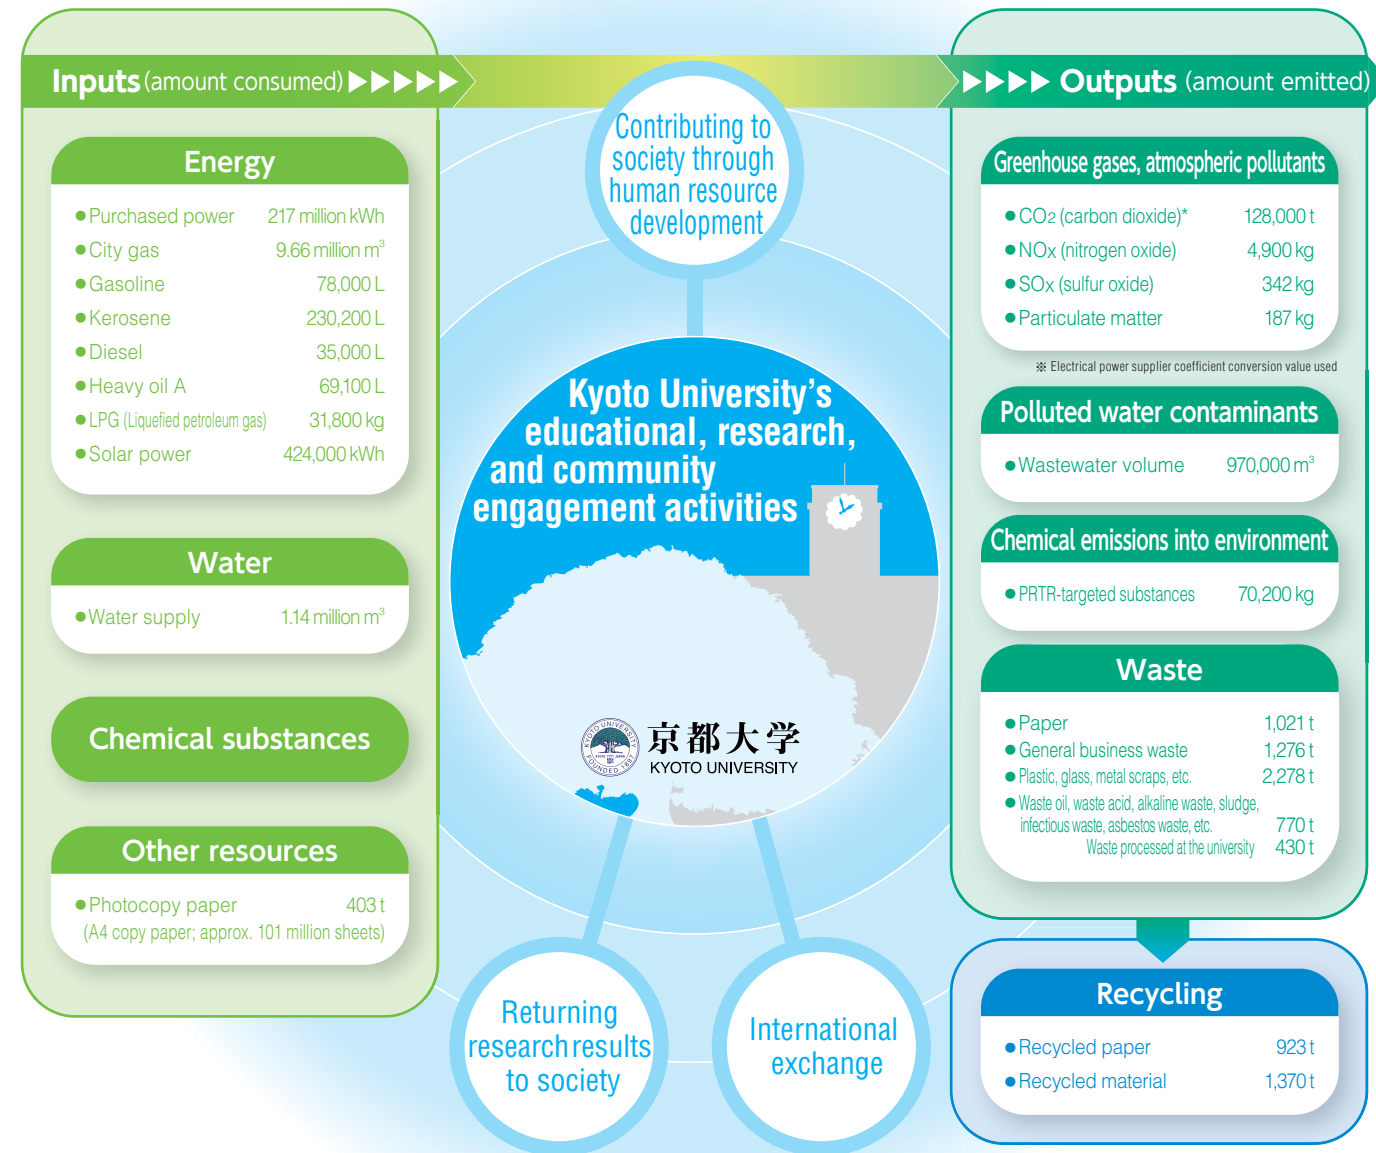 Inputs (amount consumed) ▶▶▶▶▶
Energy
●Purchased power 217 million kWh
●City gas 9.66 million m³
●Gasoline 78,000 L
●Kerosene 230,200 L
●Diesel 35,000 L
●Heavy oil A 69,100 L
●LPG (Liquefied petroleum gas) 31,800 kg
●Solar power 424,000 kWh
Water
●Water supply 1.14 million m³
Chemical substances
Other resources
●Photocopy paper 403 t
(A4 copy paper; approx. 101 million sheets)
Contributing to
society through
human resource
development
Kyoto University's
educational, research,
and community
engagement activities
KYOTO UNIVERSITY
FOUNDED 1897
京都大学
KYOTO UNIVERSITY
Returning
research results
to society
International
exchange
▶▶▶▶ Outputs (amount emitted)
Greenhouse gases, atmospheric pollutants
●CO₂ (carbon dioxide)* 128,000 t
●NOx (nitrogen oxide) 4,900 kg
●SOx (sulfur oxide) 342 kg
●Particulate matter 187 kg
※ Electrical power supplier coefficient conversion value used
Polluted water contaminants
●Wastewater volume 970,000 m³
Chemical emissions into environment
●PRTR-targeted substances 70,200 kg
Waste
●Paper 1,021 t
●General business waste 1,276 t
●Plastic, glass, metal scraps, etc. 2,278 t
●Waste oil, waste acid, alkaline waste, sludge,
infectious waste, asbestos waste, etc. 770 t
Waste processed at the university 430 t
Recycling
●Recycled paper 923 t
●Recycled material 1,370 t